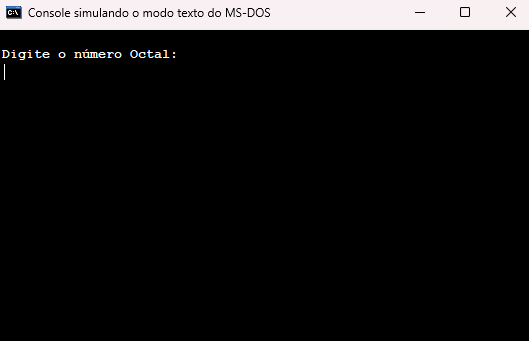 C:\
Console simulando o modo texto do MS-DOS
Digite o número Octal: